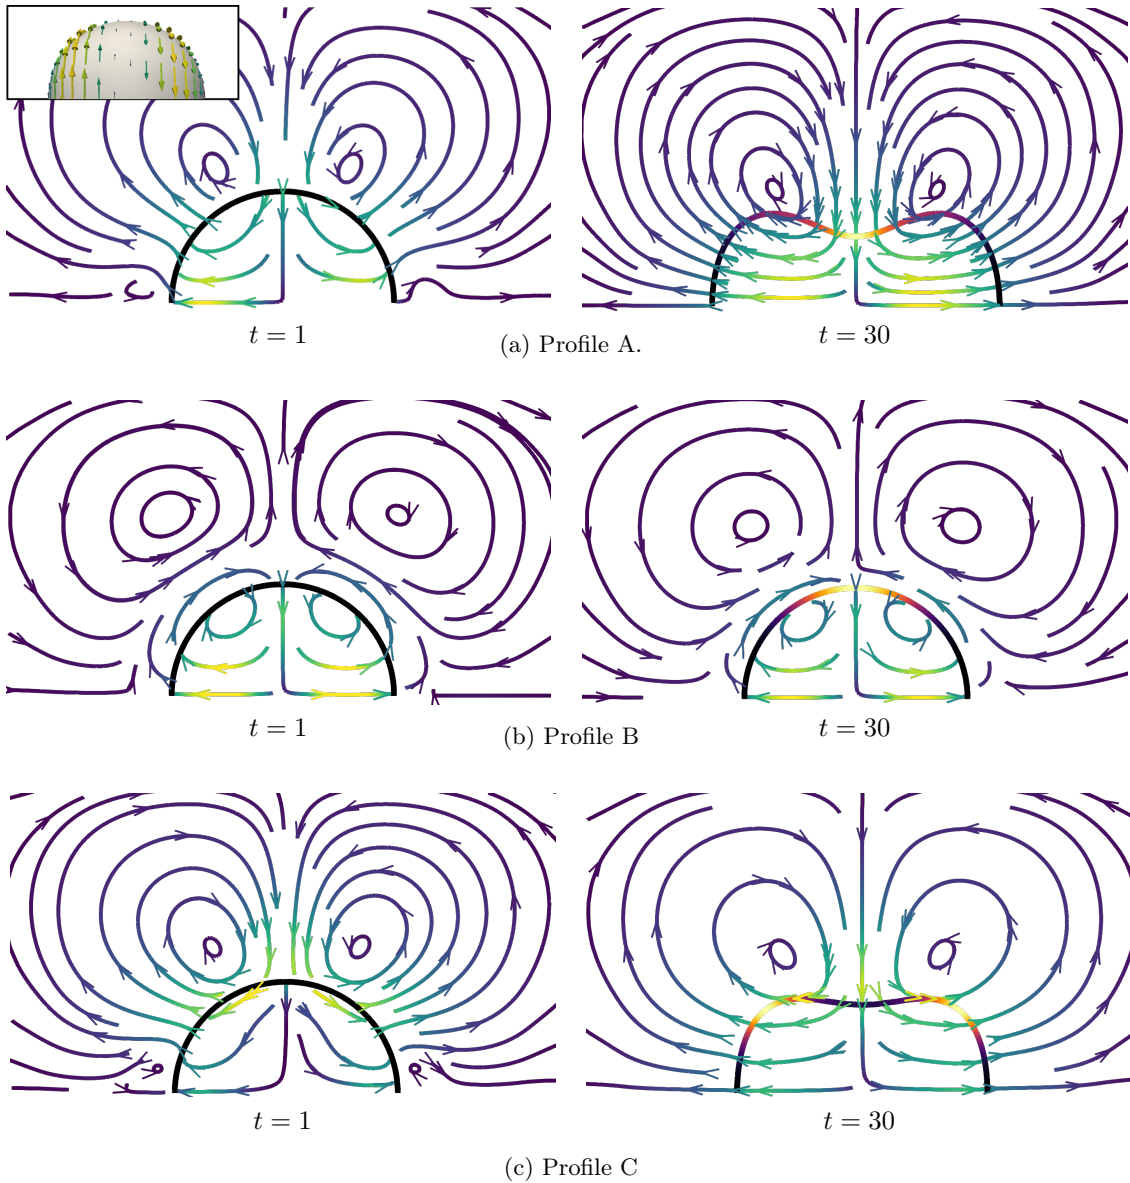 t = 1
t = 30
(a) Profile A.
t = 1
t = 30
(b) Profile B
t = 1
t = 30
(c) Profile C